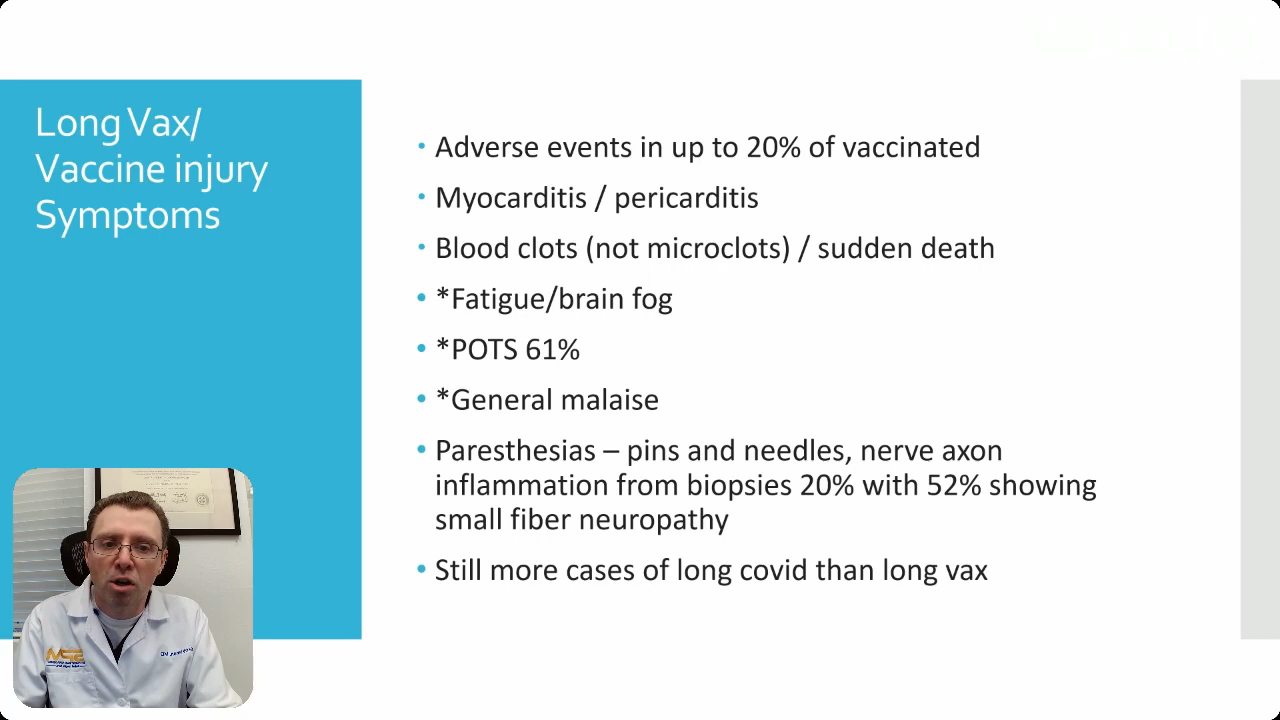 Long Vax/
Vaccine injury
Symptoms
• Adverse events in up to 20% of vaccinated
• Myocarditis / pericarditis
• Blood clots (not microclots) / sudden death
• *Fatigue/brain fog
• *POTS 61%
• *General malaise
• Paresthesias – pins and needles, nerve axon
inflammation from biopsies 20% with 52% showing
small fiber neuropathy
• Still more cases of long covid than long vax